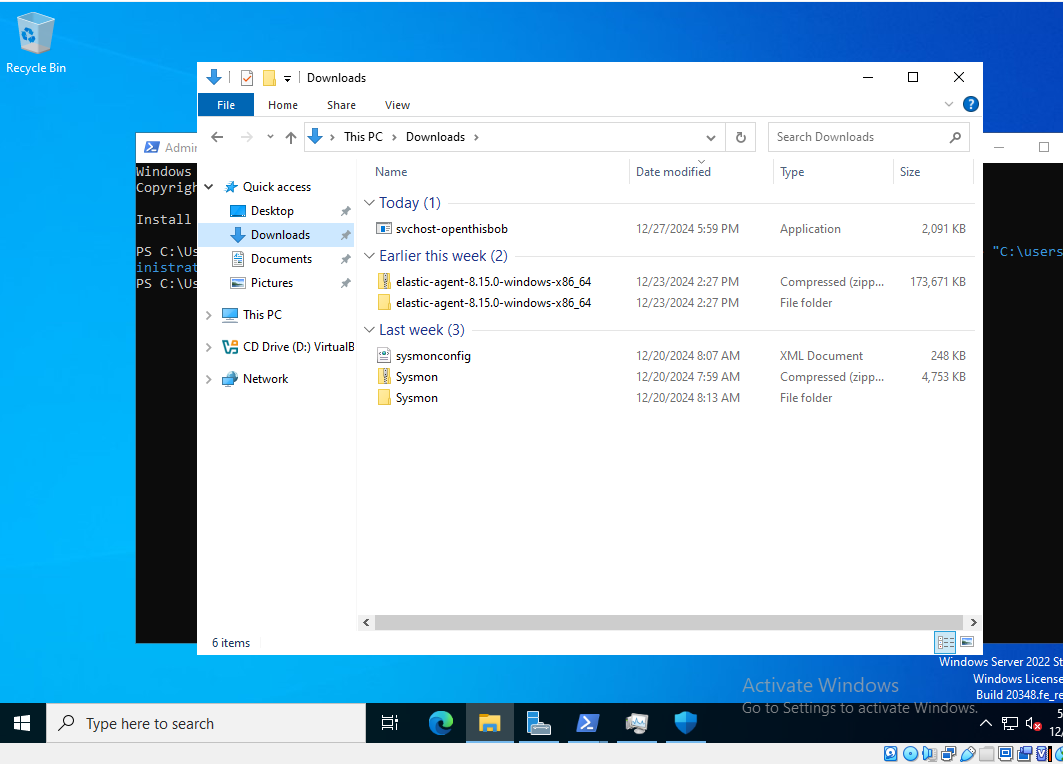 Recycle Bin
Downloads
File Home Share View
This PC Downloads
Search Downloads
Admin
Windows
Copyrigh
Install
PS C:\Us
"C:\users
inistrat
PS C:\Us
Quick access
Desktop
Downloads
Documents
Pictures
This PC
CD Drive (D:) VirtualB
Network
Name Date modified Type Size
Today (1)
svchost-openthisbob 12/27/2024 5:59 PM Application 2,091 KB
Earlier this week (2)
elastic-agent-8.15.0-windows-x86_64 12/23/2024 2:27 PM Compressed (zipp... 173,671 KB
elastic-agent-8.15.0-windows-x86_64 12/23/2024 2:27 PM File folder
Last week (3)
sysmonconfig 12/20/2024 8:07 AM XML Document 248 KB
Sysmon 12/20/2024 7:59 AM Compressed (zipp... 4,753 KB
Sysmon 12/20/2024 8:13 AM File folder
6 items
Windows Server 2022 St
Windows License
Build 20348.fe_re
Activate Windows
Go to Settings to activate Windows.
Type here to search
5
12/